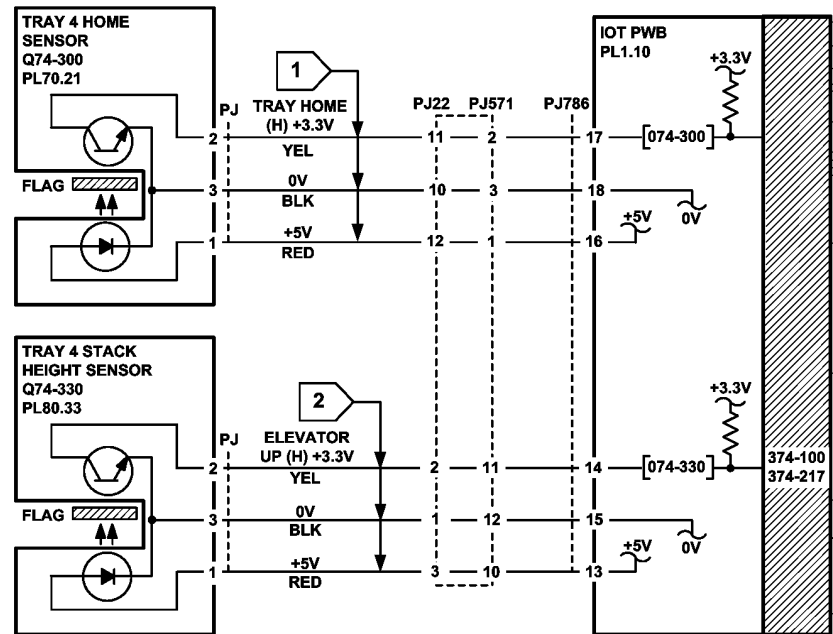 TRAY 4 HOME
SENSOR
Q74-300
PL70.21
1
IOT PWB
PL1.10
+3.3V
PJ
TRAY HOME
(H) +3.3V
PJ22 PJ571 PJ786
2
YEL
11 2 17 [074-300]
FLAG
3
0V
BLK
10 3 18
0V
1
+5V
RED
12 1 16
+5V
TRAY 4 STACK
HEIGHT SENSOR
Q74-330
PL80.33
2
+3.3V
PJ
ELEVATOR
UP (H) +3.3V
2
YEL
2 11 14 [074-330]
374-100
374-217
FLAG
3
0V
BLK
1 12 15
0V
1
+5V
RED
3 10 13
+5V